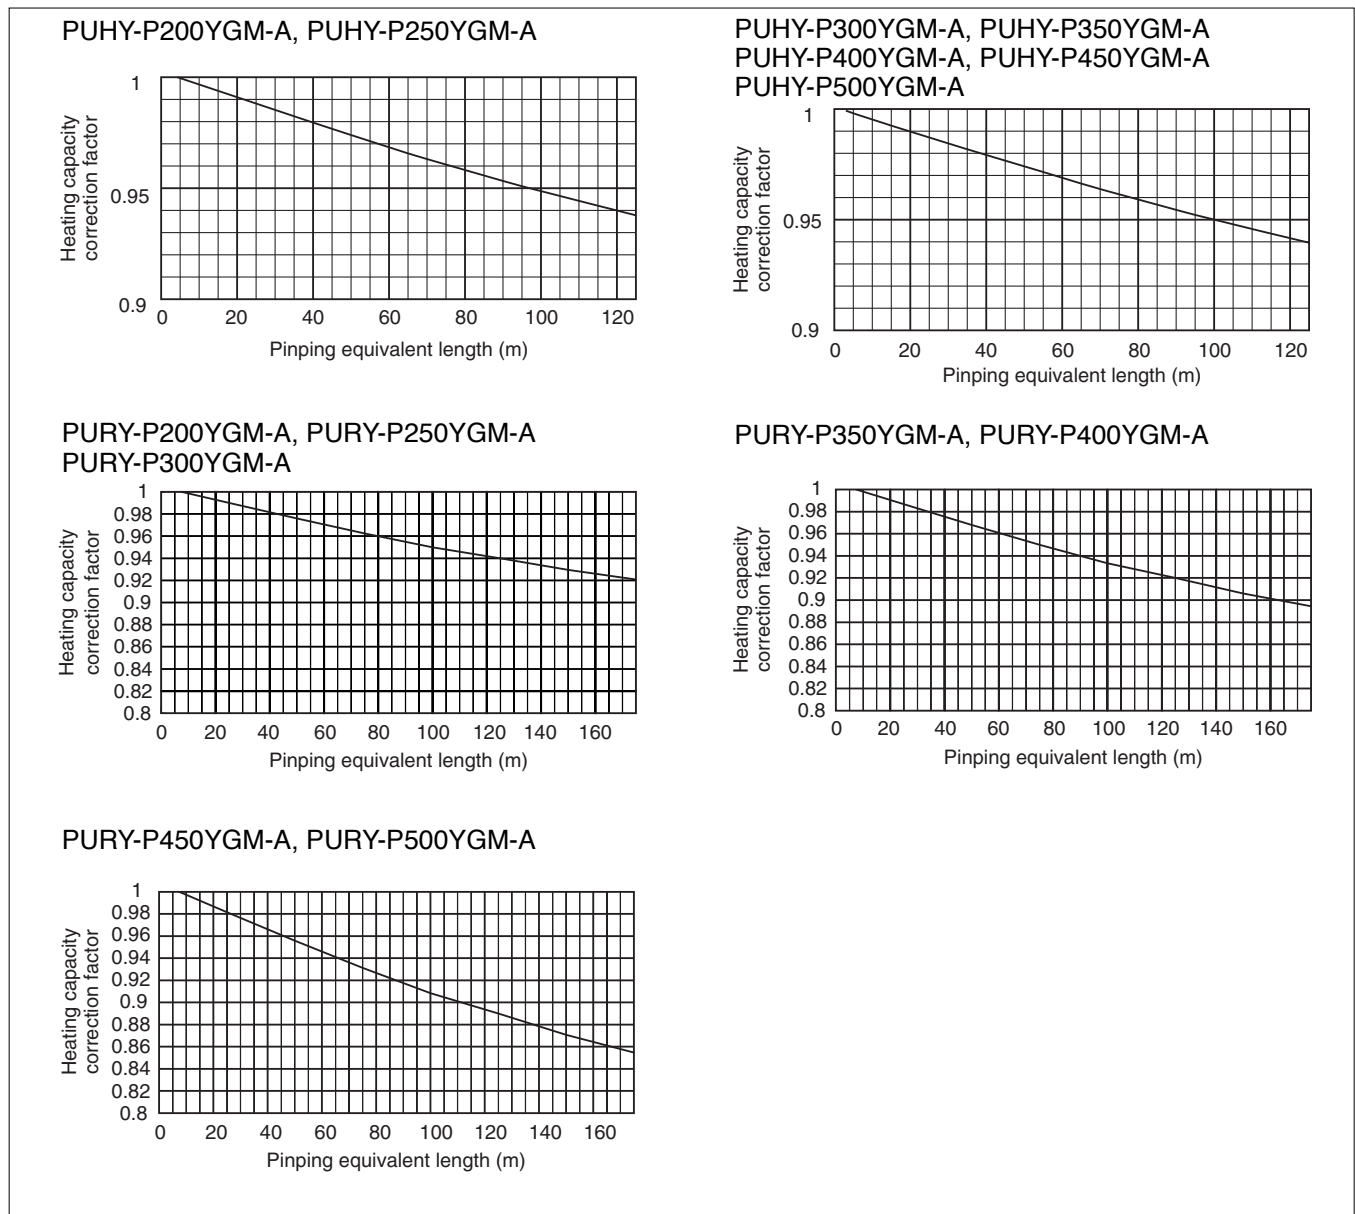 PUHY-P200YGM-A, PUHY-P250YGM-A
Heating capacity
correction factor
1
0.95
0.9
0 20 40 60 80 100 120
Pinping equivalent length (m)
PUHY-P300YGM-A, PUHY-P350YGM-A
PUHY-P400YGM-A, PUHY-P450YGM-A
PUHY-P500YGM-A
Heating capacity
correction factor
1
0.95
0.9
0 20 40 60 80 100 120
Pinping equivalent length (m)
PURY-P200YGM-A, PURY-P250YGM-A
PURY-P300YGM-A
Heating capacity
correction factor
1
0.98
0.96
0.94
0.92
0.9
0.88
0.86
0.84
0.82
0.8
0 20 40 60 80 100 120 140 160
Pinping equivalent length (m)
PURY-P350YGM-A, PURY-P400YGM-A
Heating capacity
correction factor
1
0.98
0.96
0.94
0.92
0.9
0.88
0.86
0.84
0.82
0.8
0 20 40 60 80 100 120 140 160
Pinping equivalent length (m)
PURY-P450YGM-A, PURY-P500YGM-A
Heating capacity
correction factor
1
0.98
0.96
0.94
0.92
0.9
0.88
0.86
0.84
0.82
0.8
0 20 40 60 80 100 120 140 160
Pinping equivalent length (m)